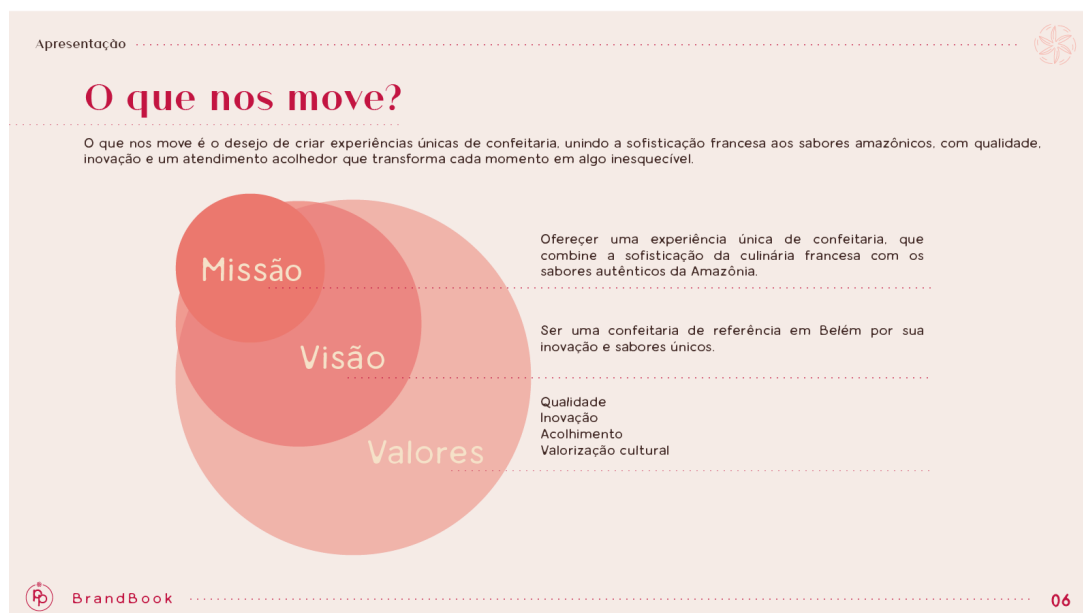 Apresentação
O que nos move?
O que nos move é o desejo de criar experiências únicas de confeitaria, unindo a sofisticação francesa aos sabores amazônicos, com qualidade,
inovação e um atendimento acolhedor que transforma cada momento em algo inesquecível.
Missão
Ofereçer uma experiência única de confeitaria, que
combine a sofisticação da culinária francesa com os
sabores autênticos da Amazônia.
Visão
Ser uma confeitaria de referência em Belém por sua
inovação e sabores únicos.
Valores
Qualidade
Inovação
Acolhimento
Valorização cultural
PP BrandBook
06